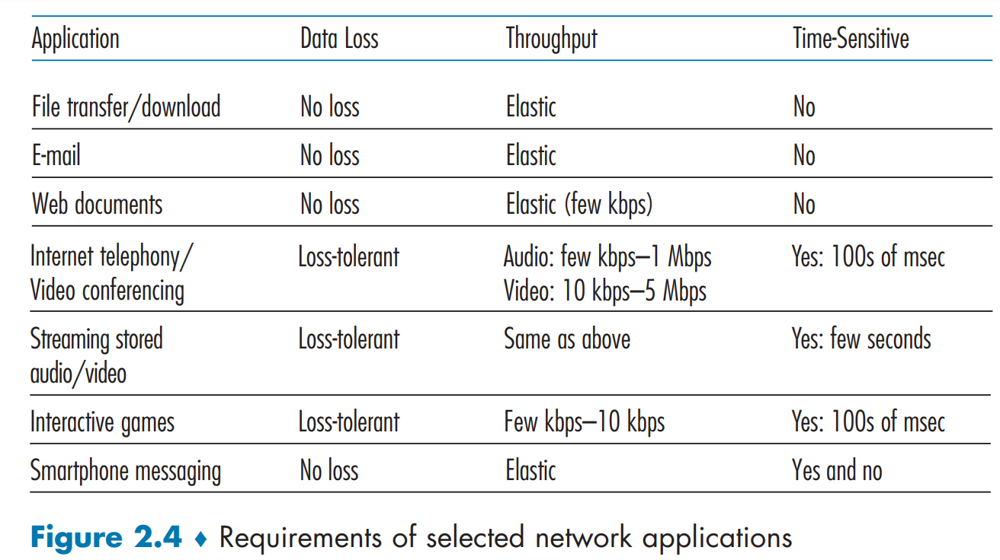 Application Data Loss Throughput Time-Sensitive
File transfer/download No loss Elastic No
E-mail No loss Elastic No
Web documents No loss Elastic (few kbps) No
Internet telephony/ Loss-tolerant Audio: few kbps–1 Mbps Yes: 100s of msec
Video conferencing Video: 10 kbps–5 Mbps
Streaming stored Loss-tolerant Same as above Yes: few seconds
audio/video
Interactive games Loss-tolerant Few kbps–10 kbps Yes: 100s of msec
Smartphone messaging No loss Elastic Yes and no
Figure 2.4 ♦ Requirements of selected network applications